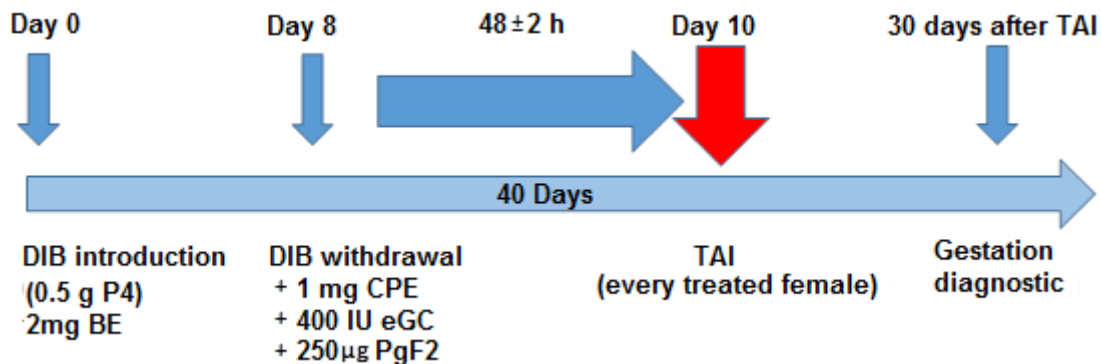 Day 0
Day 8
48±2 h
Day 10
30 days after TAI
40 Days
DIB introduction
(0.5 g P4)
2mg BE
DIB withdrawal
+ 1 mg CPE
+ 400 IU eGC
+ 250µg PgF2
TAI
(every treated female)
Gestation
diagnostic